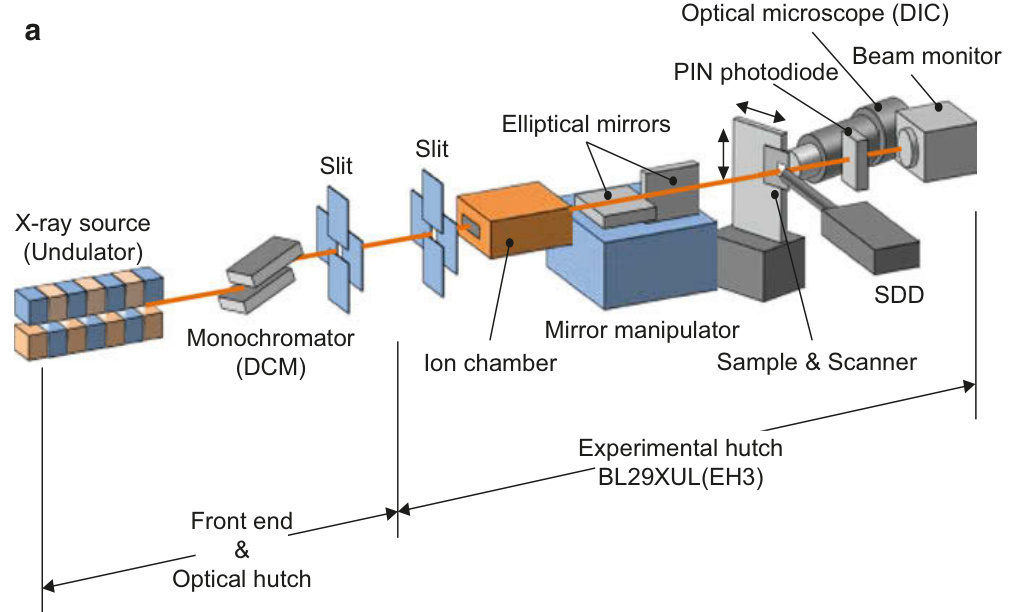 a
Optical microscope (DIC)
Beam monitor
PIN photodiode
Elliptical mirrors
Slit
Slit
X-ray source
(Undulator)
SDD
Monochromator
(DCM)
Mirror manipulator
Ion chamber
Sample & Scanner
Experimental hutch
BL29XUL(EH3)
Front end
&
Optical hutch